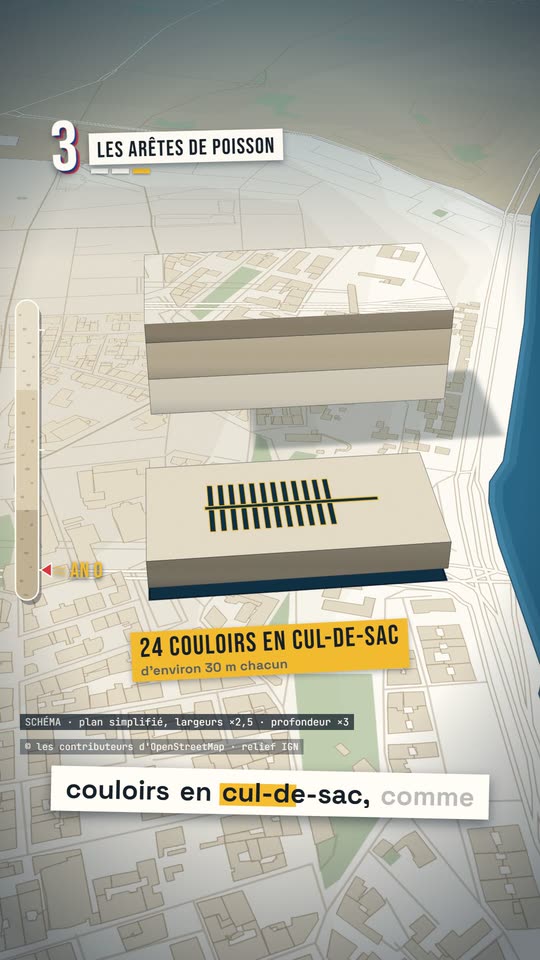 3
LES ARÊTES DE POISSON
AN 0
24 COULOIRS EN CUL-DE-SAC
d'environ 30 m chacun
SCHÉMA · plan simplifié, largeurs ×2,5 · profondeur ×3
© les contributeurs d'OpenStreetMap · relief IGN
couloirs en cul-de-sac, comme